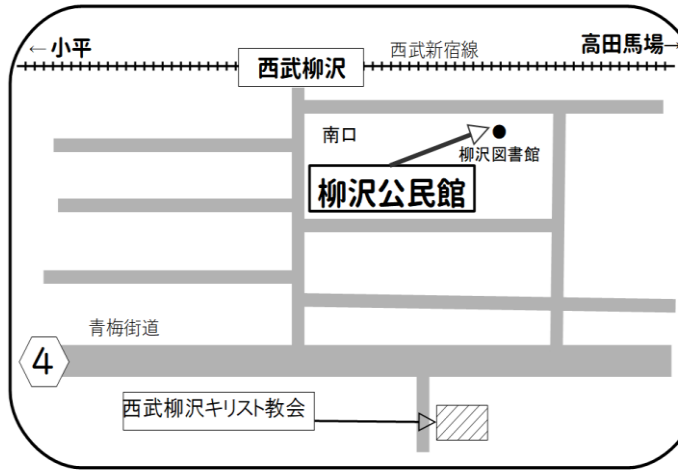 ←小平
西武新宿線
高田馬場→
西武柳沢
南口
柳沢図書館
柳沢公民館
青梅街道
4
西武柳沢キリスト教会